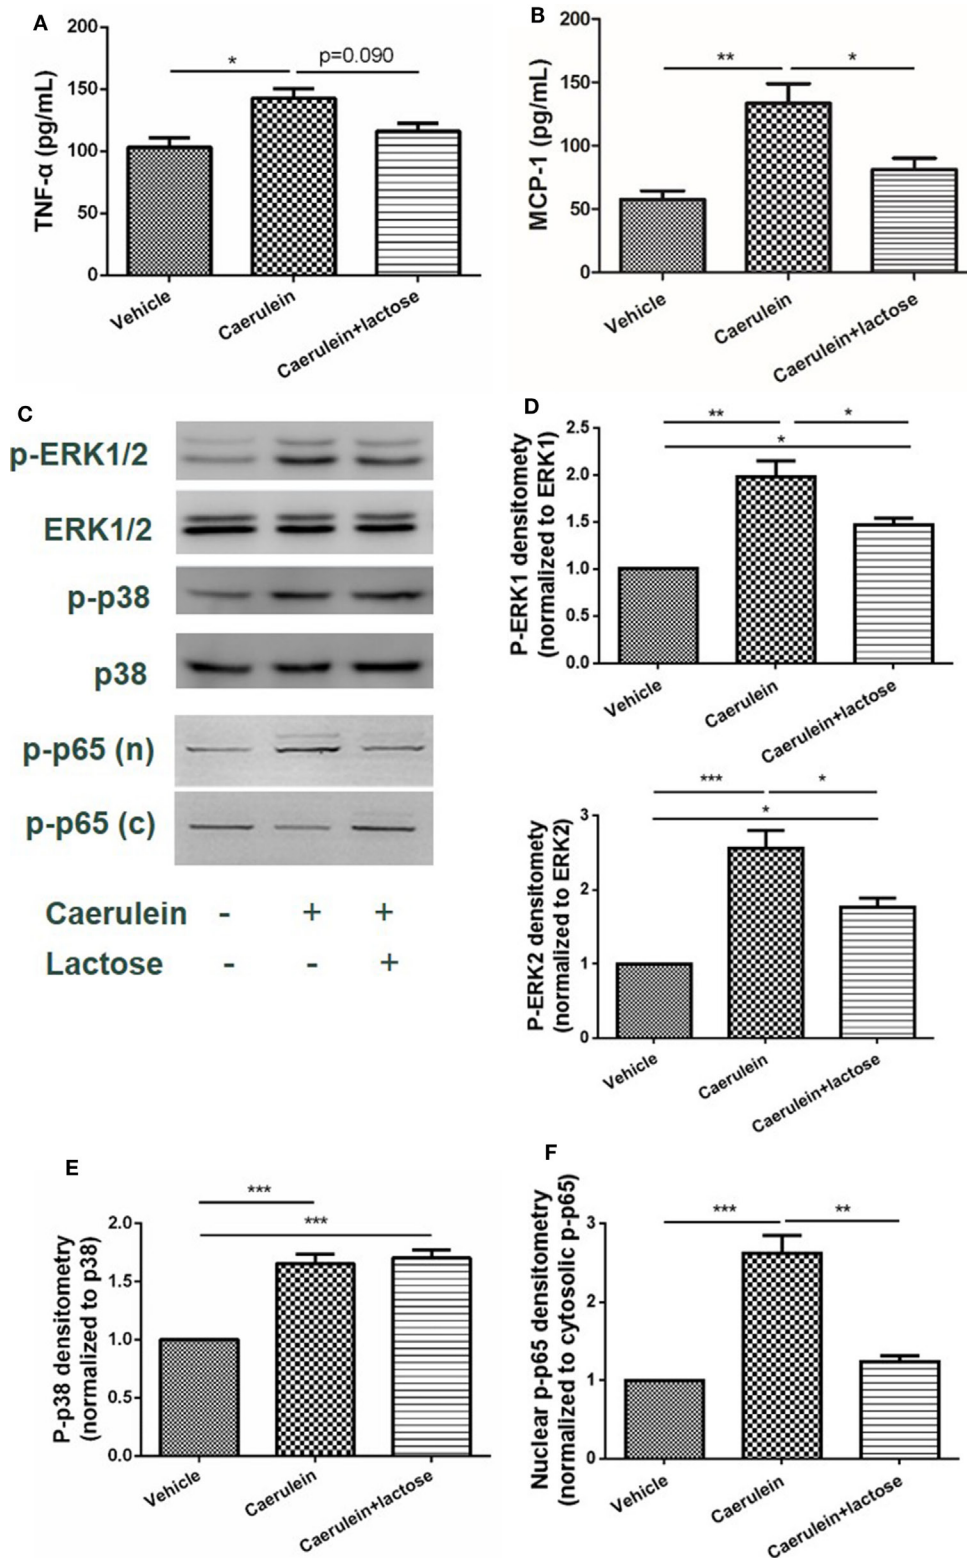 A
TNF-α (pg/mL)
200
150
100
50
0
*
p=0.090
Vehicle
Caerulein
Caerulein+lactose
B
MCP-1 (pg/mL)
200
150
100
50
0
**
*
Vehicle
Caerulein
Caerulein+lactose
C
p-ERK1/2
ERK1/2
p-p38
p38
p-p65 (n)
p-p65 (c)
Caerulein - + +
Lactose - - +
D
P-ERK1 densitomety
(normalized to ERK1)
2.5
2.0
1.5
1.0
0.5
0.0
**
*
*
Vehicle
Caerulein
Caerulein+lactose
P-ERK2 densitomety
(normalized to ERK2)
3
2
1
0
***
*
*
Vehicle
Caerulein
Caerulein+lactose
E
P-p38 densitometry
(normalized to p38)
2.0
1.5
1.0
0.5
0.0
***
***
Vehicle
Caerulein
Caerulein+lactose
F
Nuclear p-p65 densitometry
(normalized to cytosolic p-p65)
3
2
1
0
***
**
Vehicle
Caerulein
Caerulein+lactose